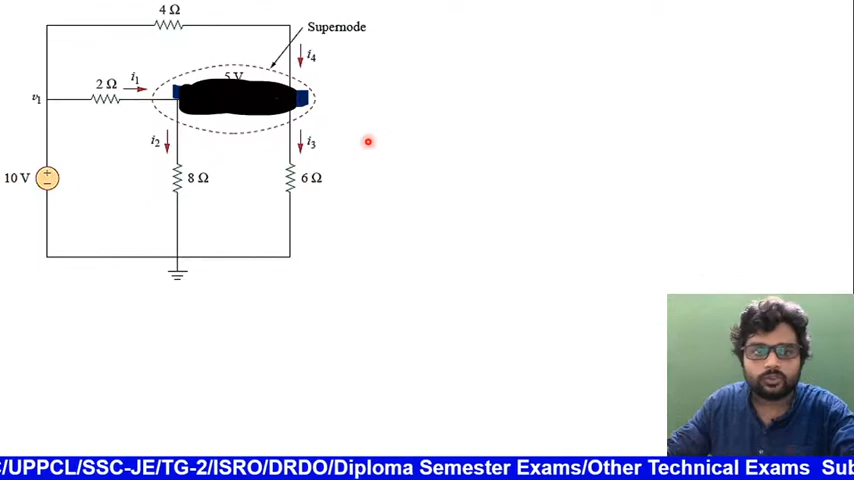 4 Ω
Supernode
i4
5 V
2 Ω
i1
v1
i2
i3
10 V
+
−
8 Ω
6 Ω
/UPPCL/SSC-JE/TG-2/ISRO/DRDO/Diploma Semester Exams/Other Technical Exams Sub